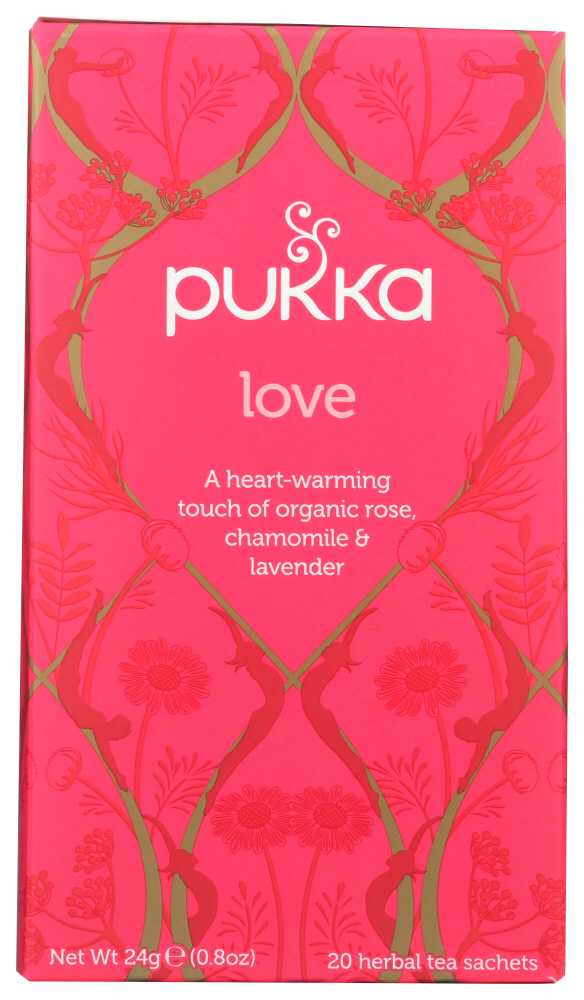 pukka
love
A heart-warming
touch of organic rose,
chamomile &
lavender
Net Wt 24g ℮ (0.8oz)
20 herbal tea sachets